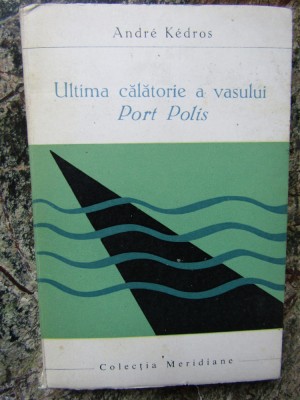 André Kédros
Ultima călătorie a vasului
Port Polis
Colecția Meridiane